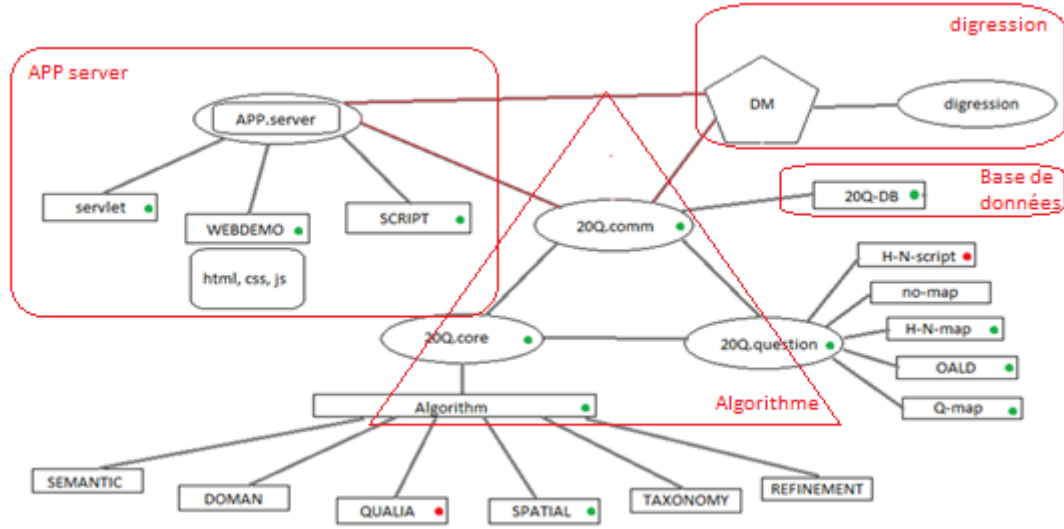 digression
APP server
DM
digression
APP.server
Base de
données
20Q-DB
servlet
SCRIPT
WEBDEMO
20Q.comm
html, css, js
H-N-script
no-map
H-N-map
20Q.core
20Q.question
OALD
Algorithme
Q-map
Algorithm
SEMANTIC
DOMAN
QUALIA
SPATIAL
TAXONOMY
REFINEMENT